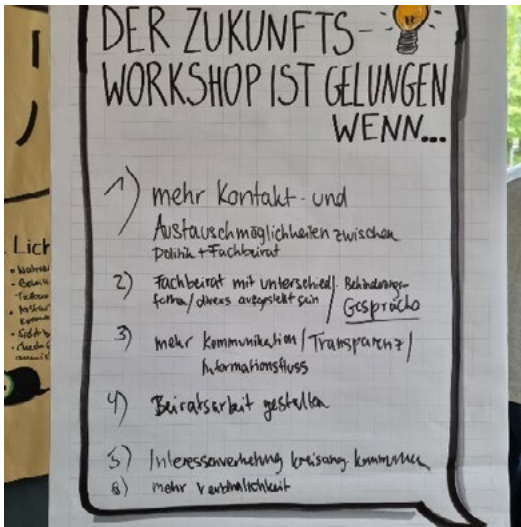 DER ZUKUNFTS-
WORKSHOP IST GELUNGEN
WENN...
1) mehr Kontakt- und
Austauschmöglichkeiten zwischen
Politik + Fachbeirat
2) Fachbeirat mit unterschiedl. Behinderungs-
formen / divers aufgestellt sein / Gespräche
3) mehr Kommunikation / Transparenz /
Informationsfluss
4) Beiratsarbeit gestalten
5) Interessenvertretung kreisang. Kommunen
6) mehr Verbindlichkeit
Lich